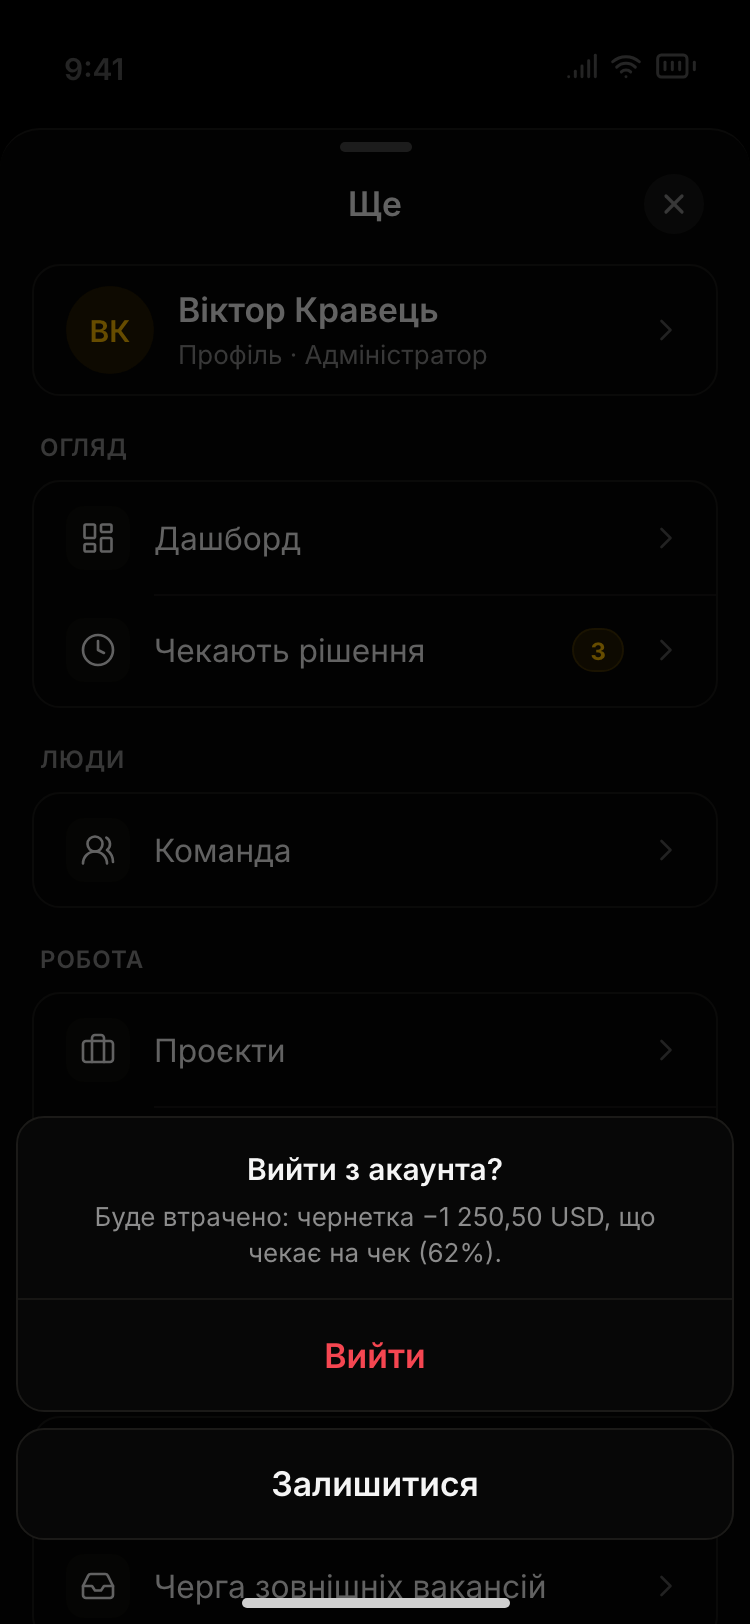 9:41
Ще
ВК
Віктор Кравець
Профіль · Адміністратор
ОГЛЯД
Дашборд
Чекають рішення
3
ЛЮДИ
Команда
РОБОТА
Проєкти
Вийти з акаунта?
Буде втрачено: чернетка −1 250,50 USD, що
чекає на чек (62%).
Вийти
Залишитися
Черга зовнішніх вакансій